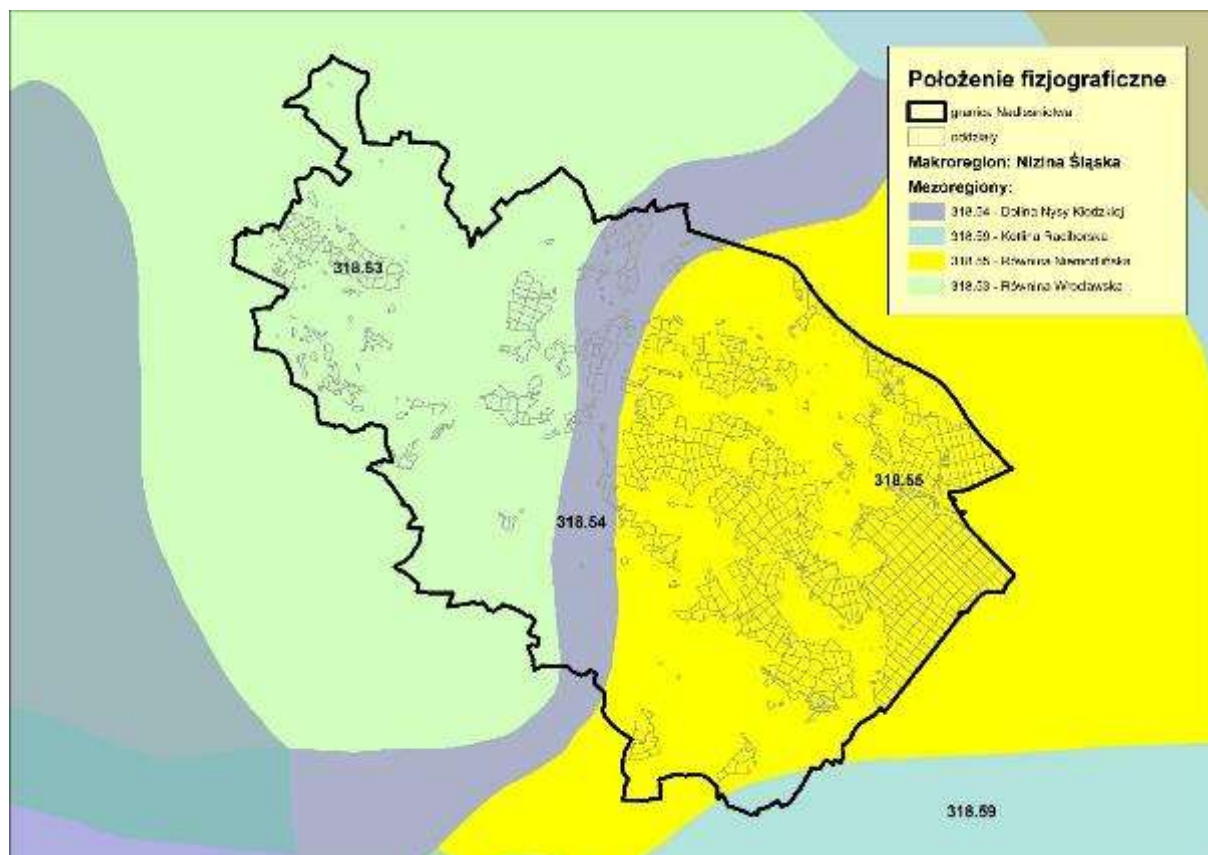 Położenie fizjograficzne
granica Nadleśnictwa
oddziały
Makroregion: Nizina Śląska
Mezoregiony:
318.54 - Dolina Nysy Kłodzkiej
318.59 - Kotlina Raciborska
318.55 - Równina Niemodlińska
318.53 - Równina Wrocławska
318.53
318.55
318.54
318.59